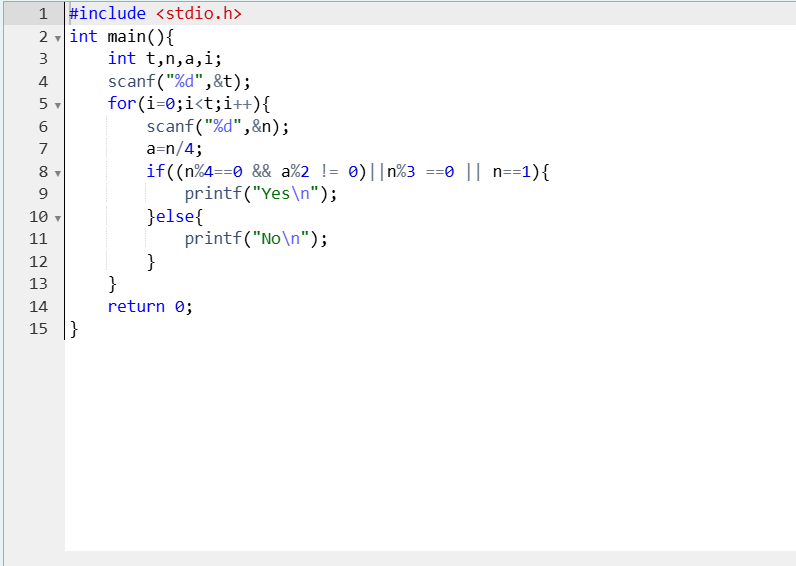 1 #include <stdio.h>
2 int main(){
3     int t,n,a,i;
4     scanf("%d",&t);
5     for(i=0;i<t;i++){
6         scanf("%d",&n);
7         a=n/4;
8         if((n%4==0 && a%2 != 0)||n%3 ==0 || n==1){
9             printf("Yes\n");
10         }else{
11             printf("No\n");
12         }
13     }
14     return 0;
15 }